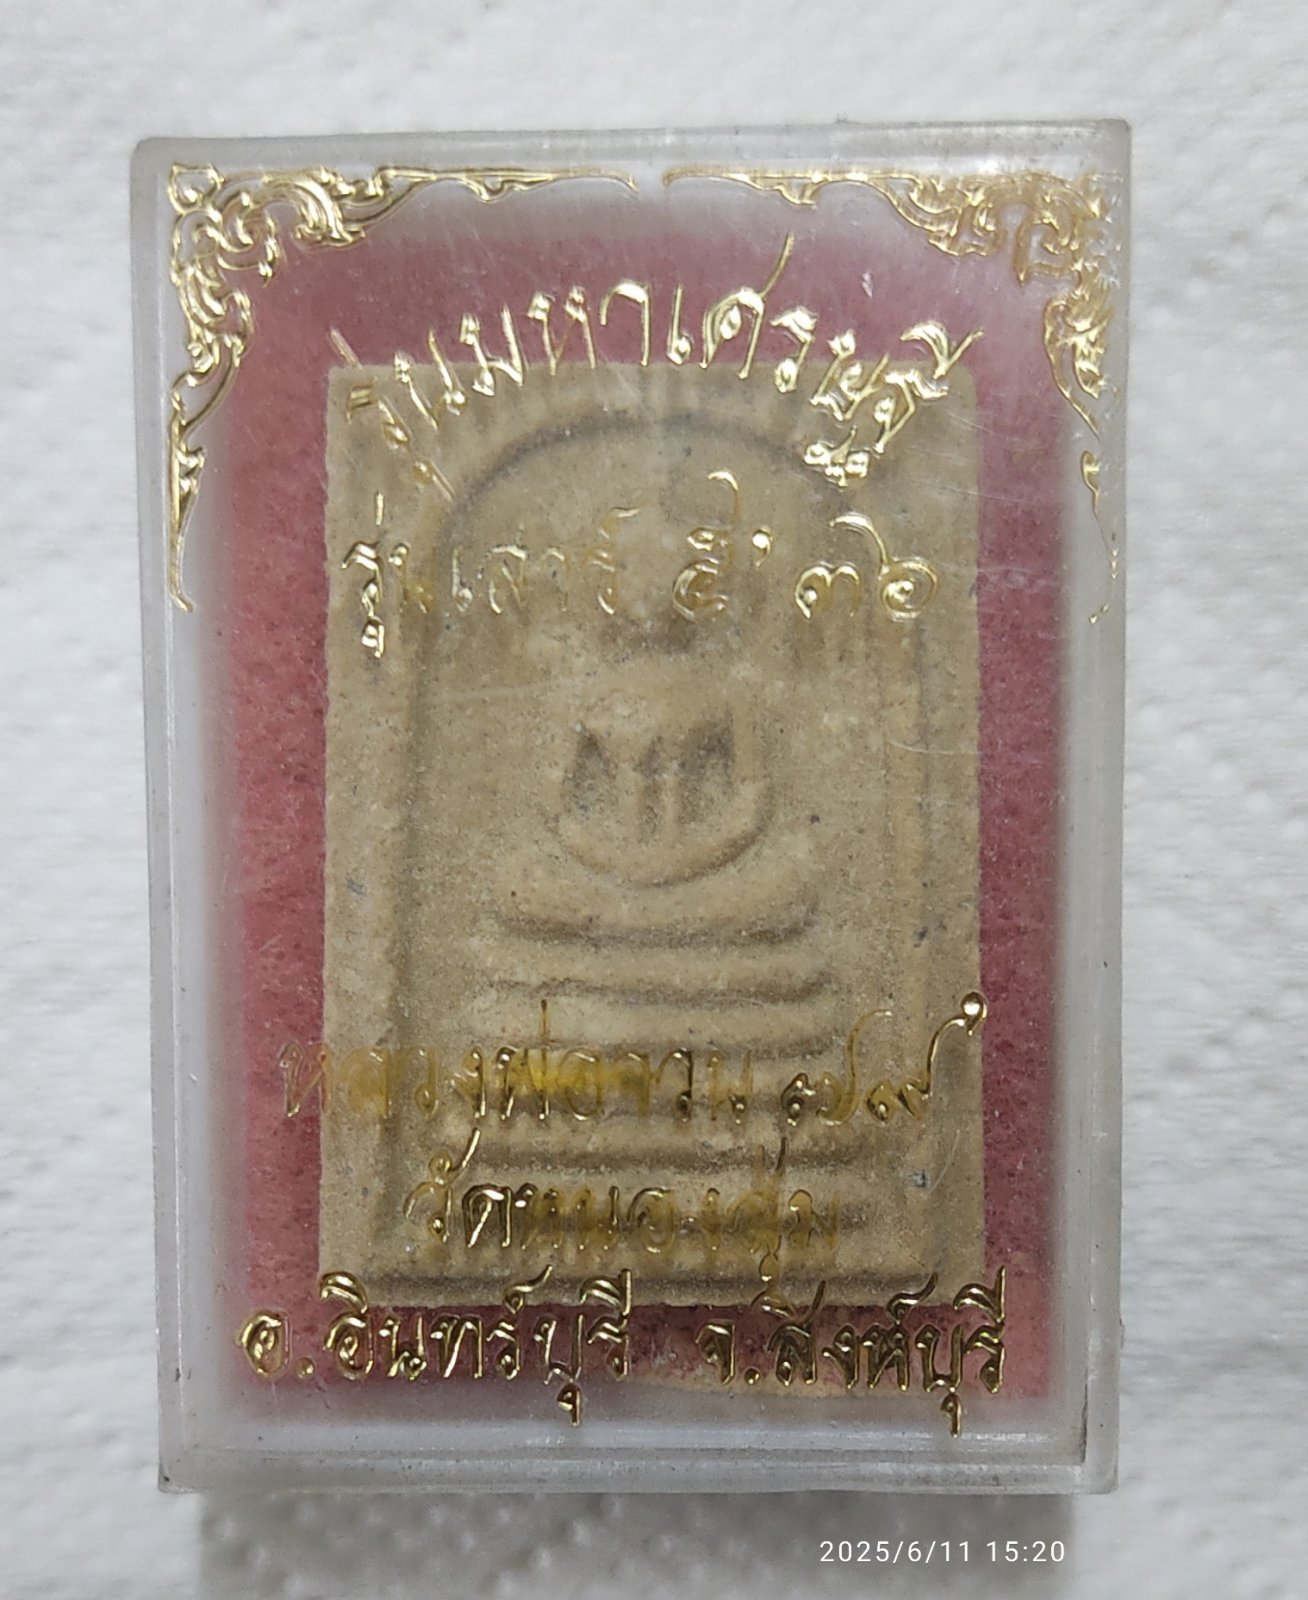 รุ่นมหาเศรษฐี
รุ่นเสาร์ ๕' ๓๖
หลวงพ่อจวน ๗๙
วัดหนองสุ่ม
อ.อินทร์บุรี จ.สิงห์บุรี
2025/6/11 15:20